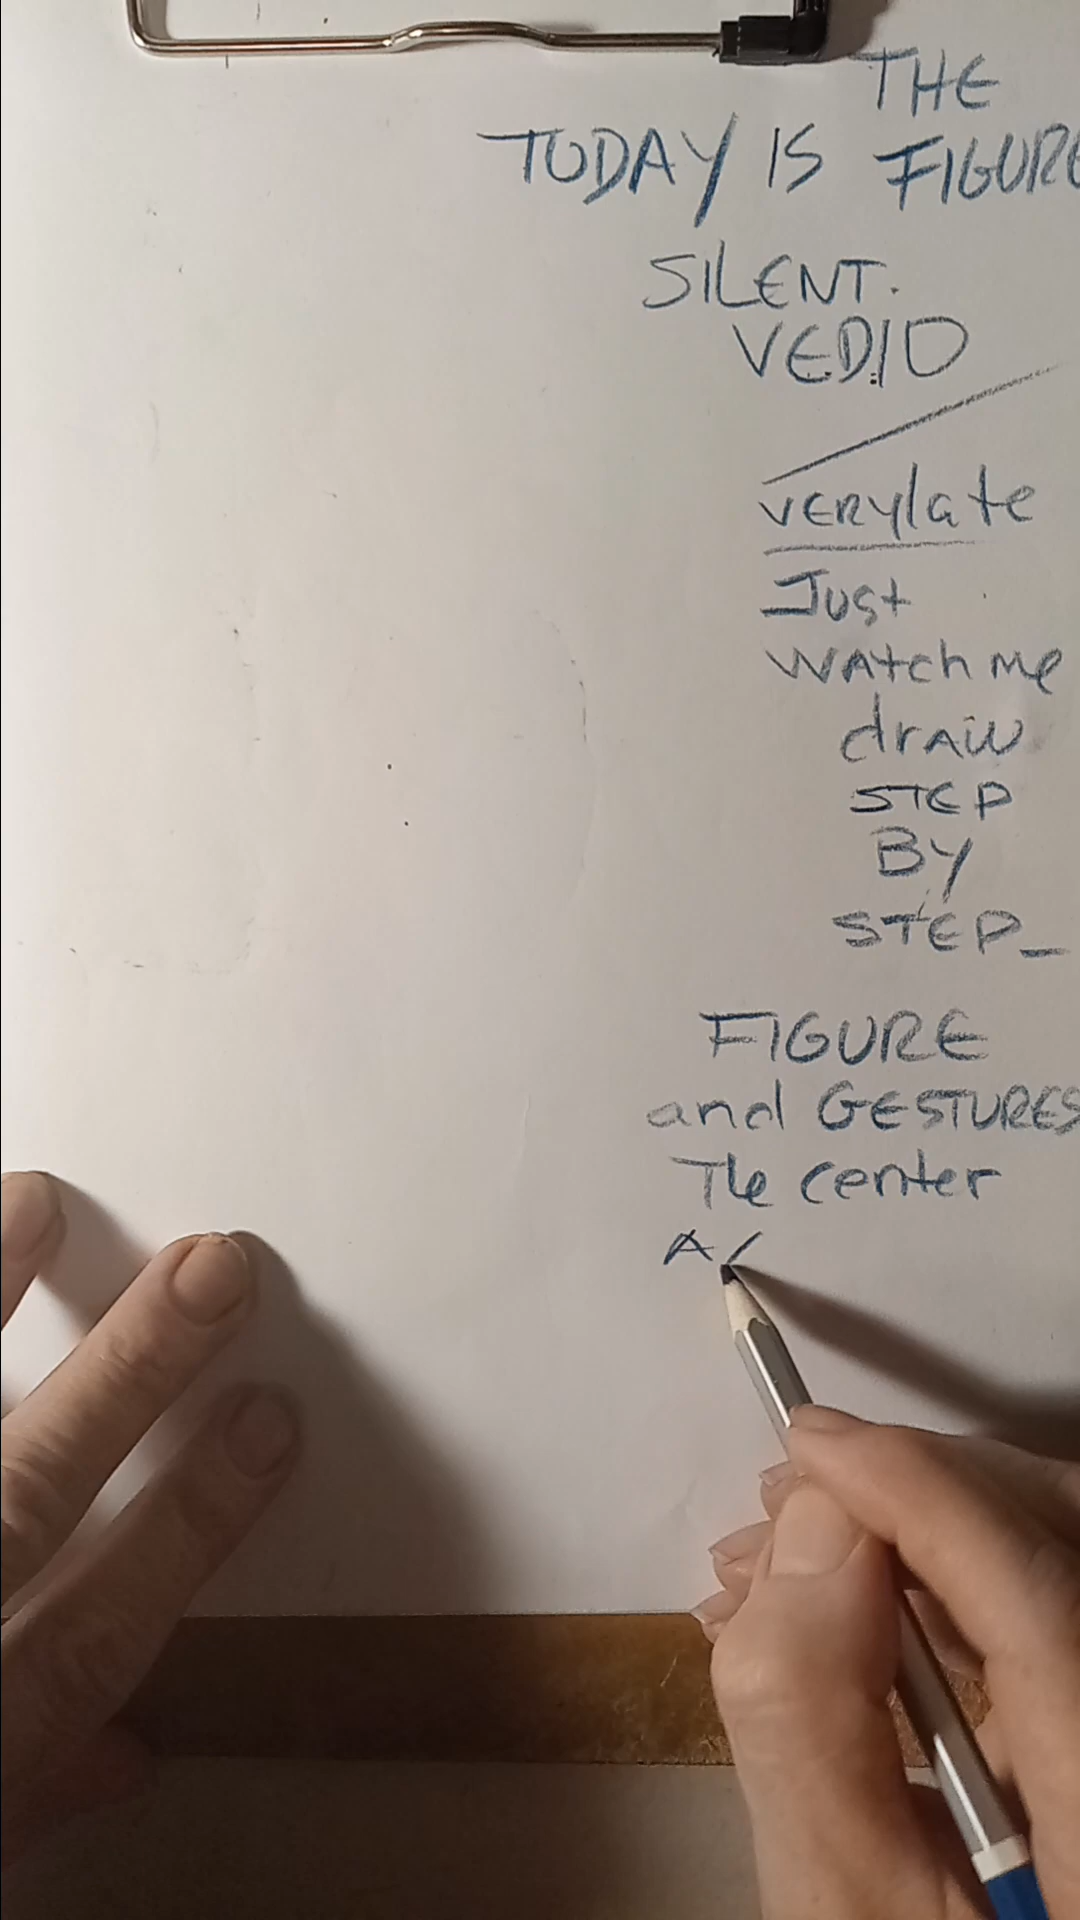 THE
TODAY IS FIGURE
SILENT.
VEDIO
verylate
Just
watch me
draw
STEP
BY
STEP_
FIGURE
and GESTURES
The center
A